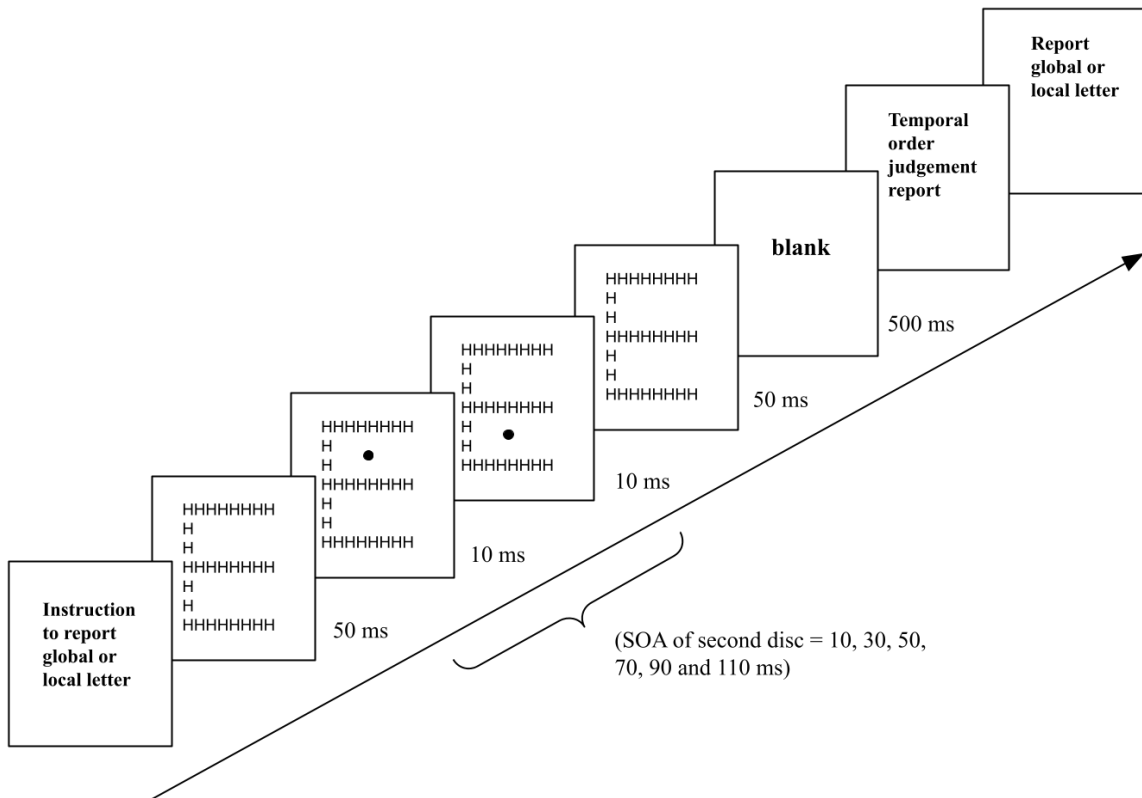 Instruction
to report
global or
local letter
HHHHHHHH
H
H
HHHHHHHH
H
H
HHHHHHHH
50 ms
HHHHHHHH
H
H
HHHHHHHH
H
H
HHHHHHHH
10 ms
HHHHHHHH
H
H
HHHHHHHH
H
H
HHHHHHHH
10 ms
HHHHHHHH
H
H
HHHHHHHH
H
H
HHHHHHHH
50 ms
blank
500 ms
Temporal
order
judgement
report
Report
global or
local letter
(SOA of second disc = 10, 30, 50,
70, 90 and 110 ms)